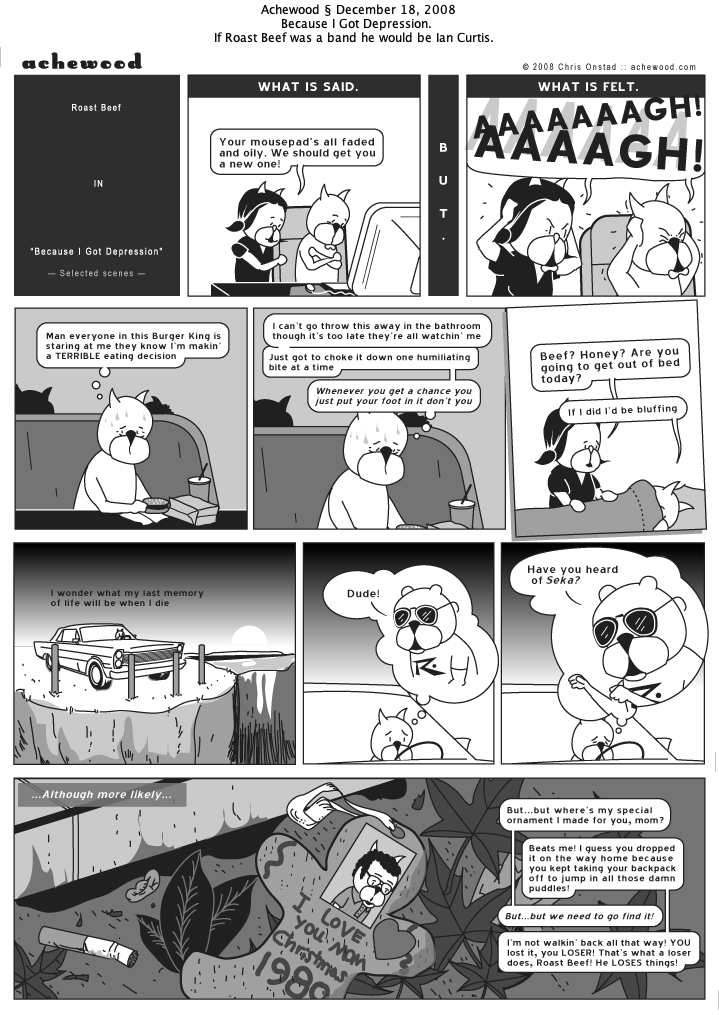 Achewood § December 18, 2008
Because I Got Depression.
If Roast Beef was a band he would be Ian Curtis.
achewood
© 2008 Chris Onstad :: achewood.com
Roast Beef
IN
"Because I Got Depression"
— Selected scenes —
WHAT IS SAID.
Your mousepad's all faded
and oily. We should get you
a new one!
B
U
T
.
WHAT IS FELT.
AAAAAAAGH!
AAAAAGH!
Man everyone in this Burger King is
staring at me they know I'm makin'
a TERRIBLE eating decision
I can't go throw this away in the bathroom
though it's too late they're all watchin' me
Just got to choke it down one humiliating
bite at a time
Whenever you get a chance you
just put your foot in it don't you
Beef? Honey? Are you
going to get out of bed
today?
If I did I'd be bluffing
I wonder what my last memory
of life will be when I die
Dude!
R.
Have you heard
of Seka?
R.
...Although more likely...
I LOVE
YOU MOM
Christmas
1980
But...but where's my special
ornament I made for you, mom?
Beats me! I guess you dropped
it on the way home because
you kept taking your backpack
off to jump in all those damn
puddles!
But...but we need to go find it!
I'm not walkin' back all that way! YOU
lost it, you LOSER! That's what a loser
does, Roast Beef! He LOSES things!